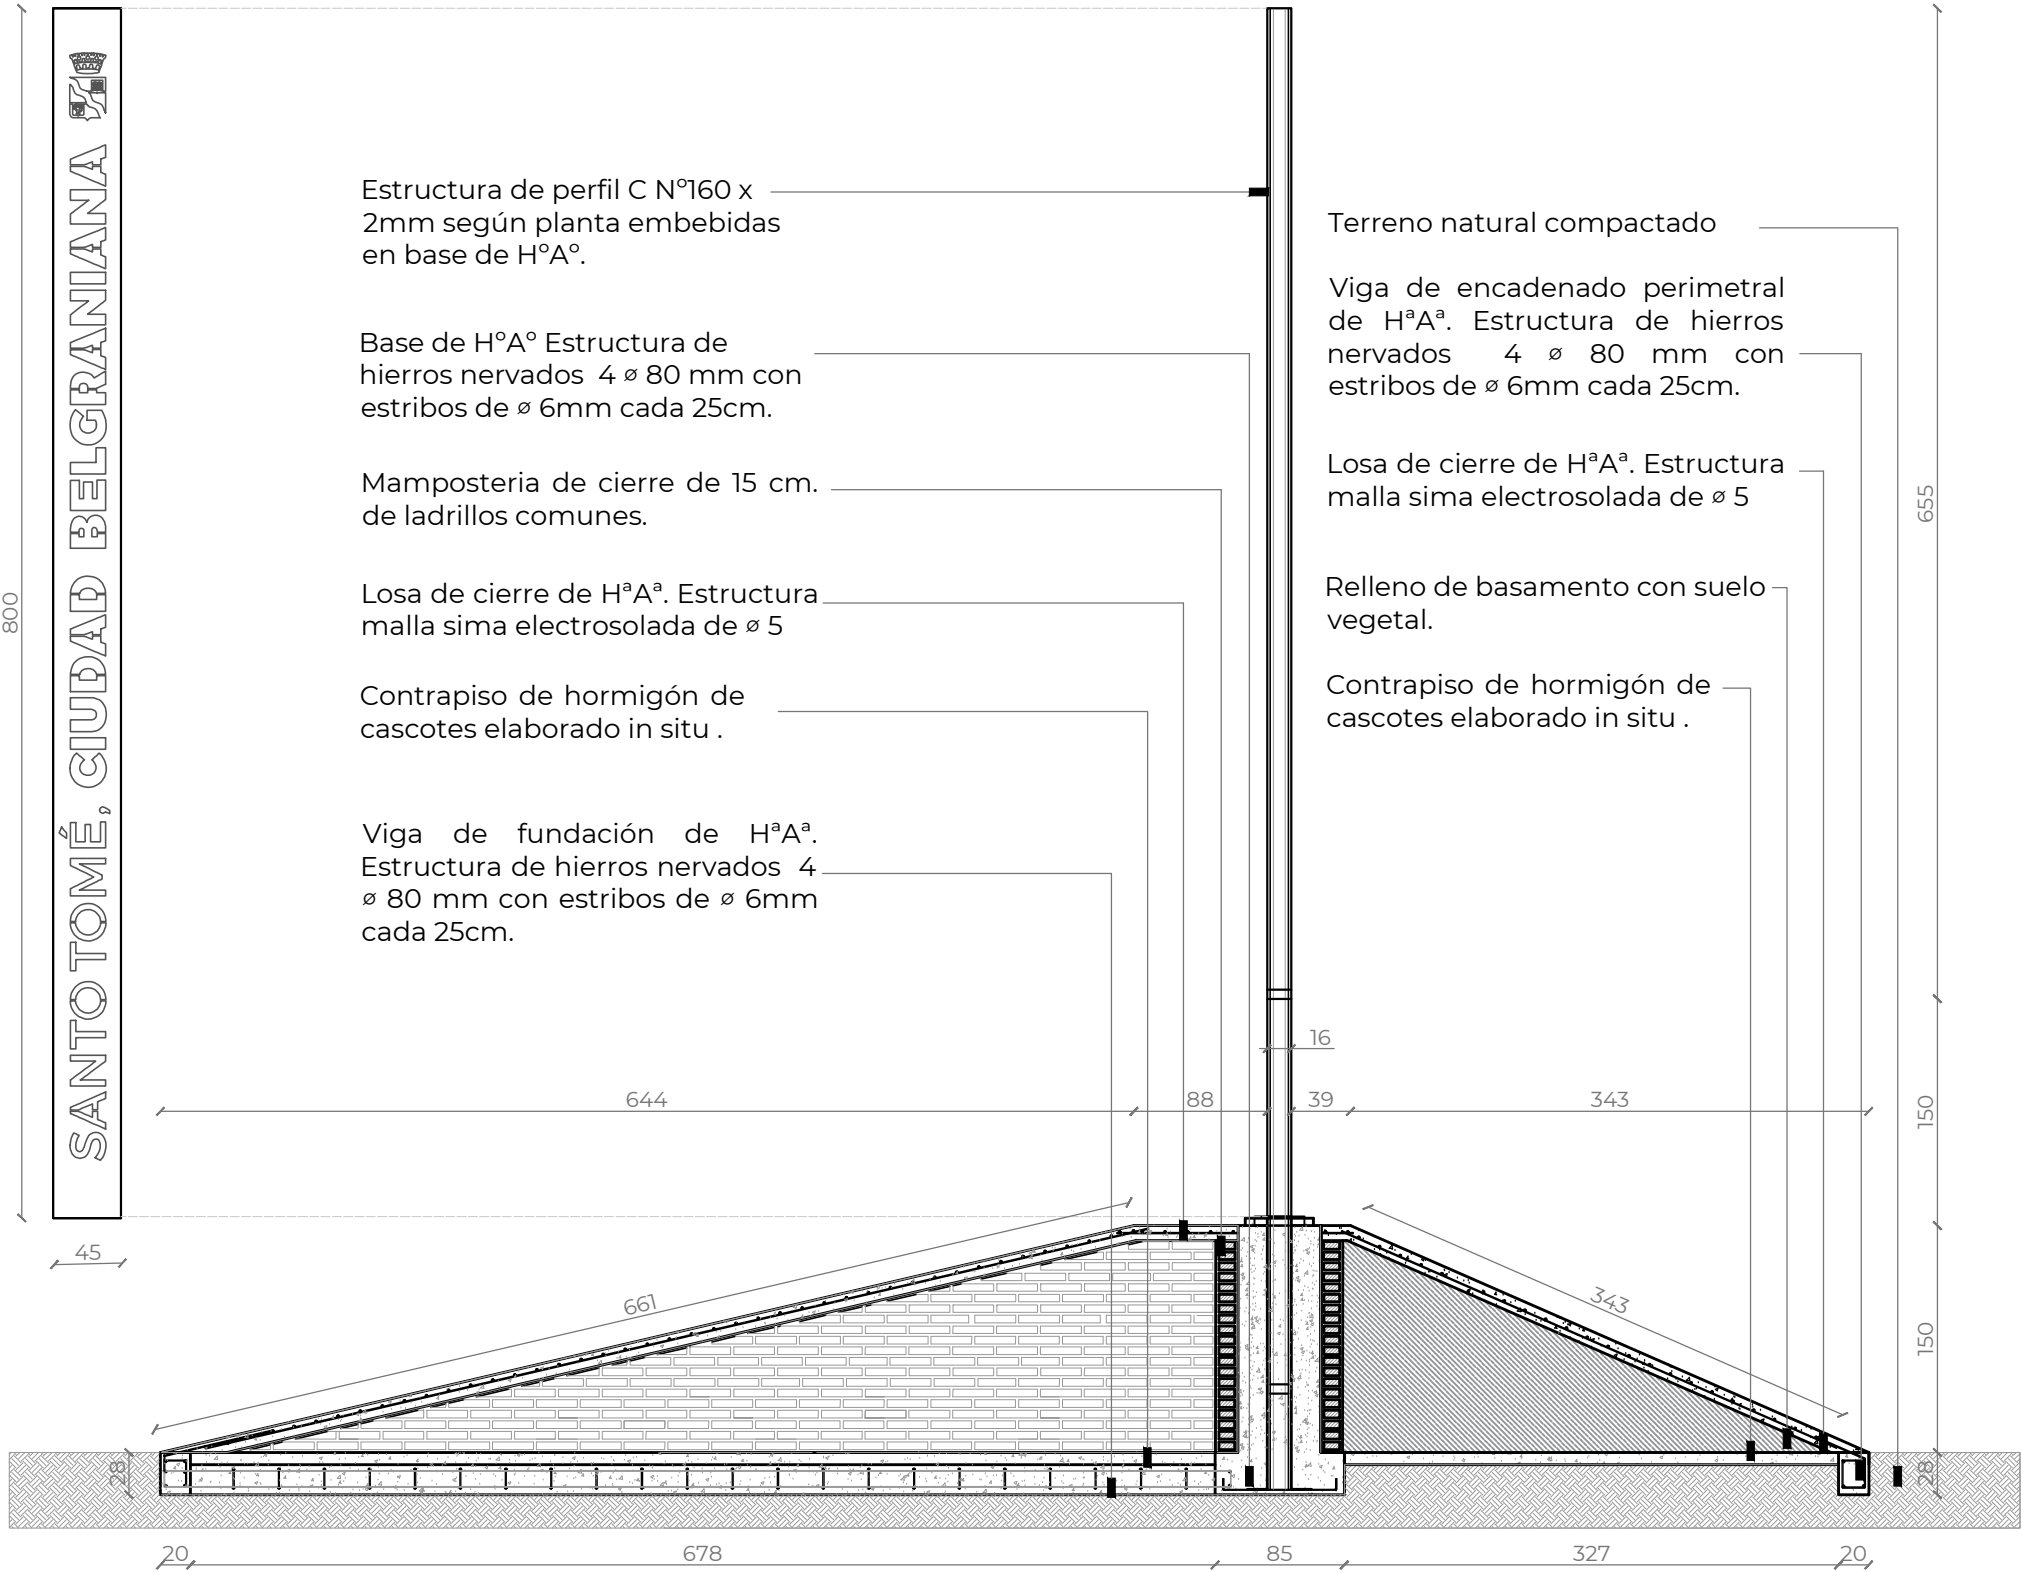 SANTO TOMÉ, CIUDAD BELGRANIANA
800
45
Estructura de perfil C Nº160 x
2mm según planta embebidas
en base de HºAº.
Base de HºAº Estructura de
hierros nervados 4 ⌀ 80 mm con
estribos de ⌀ 6mm cada 25cm.
Mamposteria de cierre de 15 cm.
de ladrillos comunes.
Losa de cierre de HªAª. Estructura
malla sima electrosolada de ⌀ 5
Contrapiso de hormigón de
cascotes elaborado in situ .
Viga de fundación de HªAª.
Estructura de hierros nervados 4
⌀ 80 mm con estribos de ⌀ 6mm
cada 25cm.
Terreno natural compactado
Viga de encadenado perimetral
de HªAª. Estructura de hierros
nervados 4 ⌀ 80 mm con
estribos de ⌀ 6mm cada 25cm.
Losa de cierre de HªAª. Estructura
malla sima electrosolada de ⌀ 5
Relleno de basamento con suelo
vegetal.
Contrapiso de hormigón de
cascotes elaborado in situ .
655
16
644 88 39 343
150
661
343
150
28
28
20 678 85 327 20